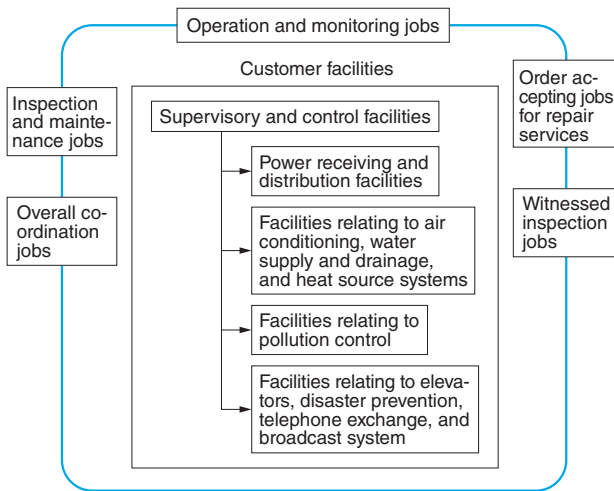 Operation and monitoring jobs
Customer facilities
Inspection
and mainte-
nance jobs
Overall co-
ordination
jobs
Supervisory and control facilities
Power receiving and
distribution facilities
Facilities relating to air
conditioning, water
supply and drainage,
and heat source systems
Facilities relating to
pollution control
Facilities relating to eleva-
tors, disaster prevention,
telephone exchange, and
broadcast system
Order ac-
cepting jobs
for repair
services
Witnessed
inspection
jobs